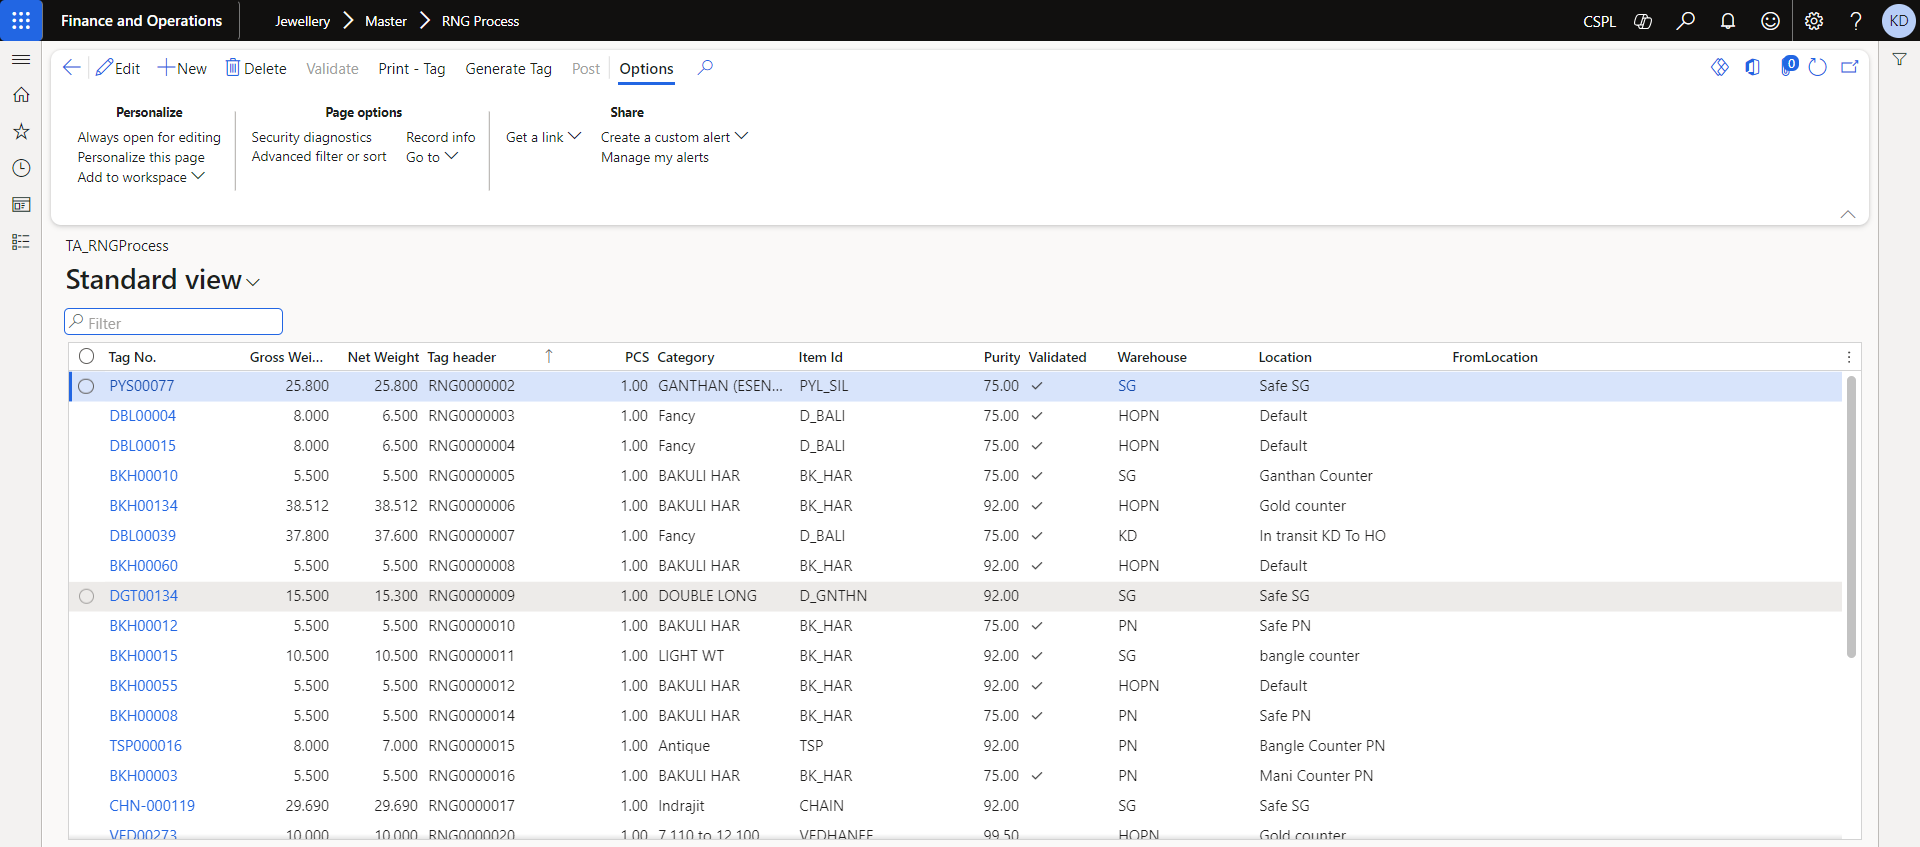 Finance and Operations Jewellery Master RNG Process CSPL ? KD
Edit New Delete Validate Print - Tag Generate Tag Post Options 0
Personalize Page options Share
Always open for editing Security diagnostics Record info Get a link Create a custom alert
Personalize this page Advanced filter or sort Go to Manage my alerts
Add to workspace
TA_RNGProcess
Standard view
Filter
Tag No. Gross Wei... Net Weight Tag header PCS Category Item Id Purity Validated Warehouse Location FromLocation
PYS00077 25.800 25.800 RNG0000002 1.00 GANTHAN (ESEN... PYL_SIL 75.00 SG Safe SG
DBL00004 8.000 6.500 RNG0000003 1.00 Fancy D_BALI 75.00 HOPN Default
DBL00015 8.000 6.500 RNG0000004 1.00 Fancy D_BALI 75.00 HOPN Default
BKH00010 5.500 5.500 RNG0000005 1.00 BAKULI HAR BK_HAR 75.00 SG Ganthan Counter
BKH00134 38.512 38.512 RNG0000006 1.00 BAKULI HAR BK_HAR 92.00 HOPN Gold counter
DBL00039 37.800 37.600 RNG0000007 1.00 Fancy D_BALI 75.00 KD In transit KD To HO
BKH00060 5.500 5.500 RNG0000008 1.00 BAKULI HAR BK_HAR 92.00 HOPN Default
DGT00134 15.500 15.300 RNG0000009 1.00 DOUBLE LONG D_GNTHN 92.00 SG Safe SG
BKH00012 5.500 5.500 RNG0000010 1.00 BAKULI HAR BK_HAR 75.00 PN Safe PN
BKH00015 10.500 10.500 RNG0000011 1.00 LIGHT WT BK_HAR 92.00 SG bangle counter
BKH00055 5.500 5.500 RNG0000012 1.00 BAKULI HAR BK_HAR 92.00 HOPN Default
BKH00008 5.500 5.500 RNG0000014 1.00 BAKULI HAR BK_HAR 75.00 PN Safe PN
TSP000016 8.000 7.000 RNG0000015 1.00 Antique TSP 92.00 PN Bangle Counter PN
BKH00003 5.500 5.500 RNG0000016 1.00 BAKULI HAR BK_HAR 75.00 PN Mani Counter PN
CHN-000119 29.690 29.690 RNG0000017 1.00 Indrajit CHAIN 92.00 SG Safe SG
VED00273 10.000 10.000 RNG0000020 1.00 7.110 to 12.100 VEDHANEE 99.50 HOPN Gold counter